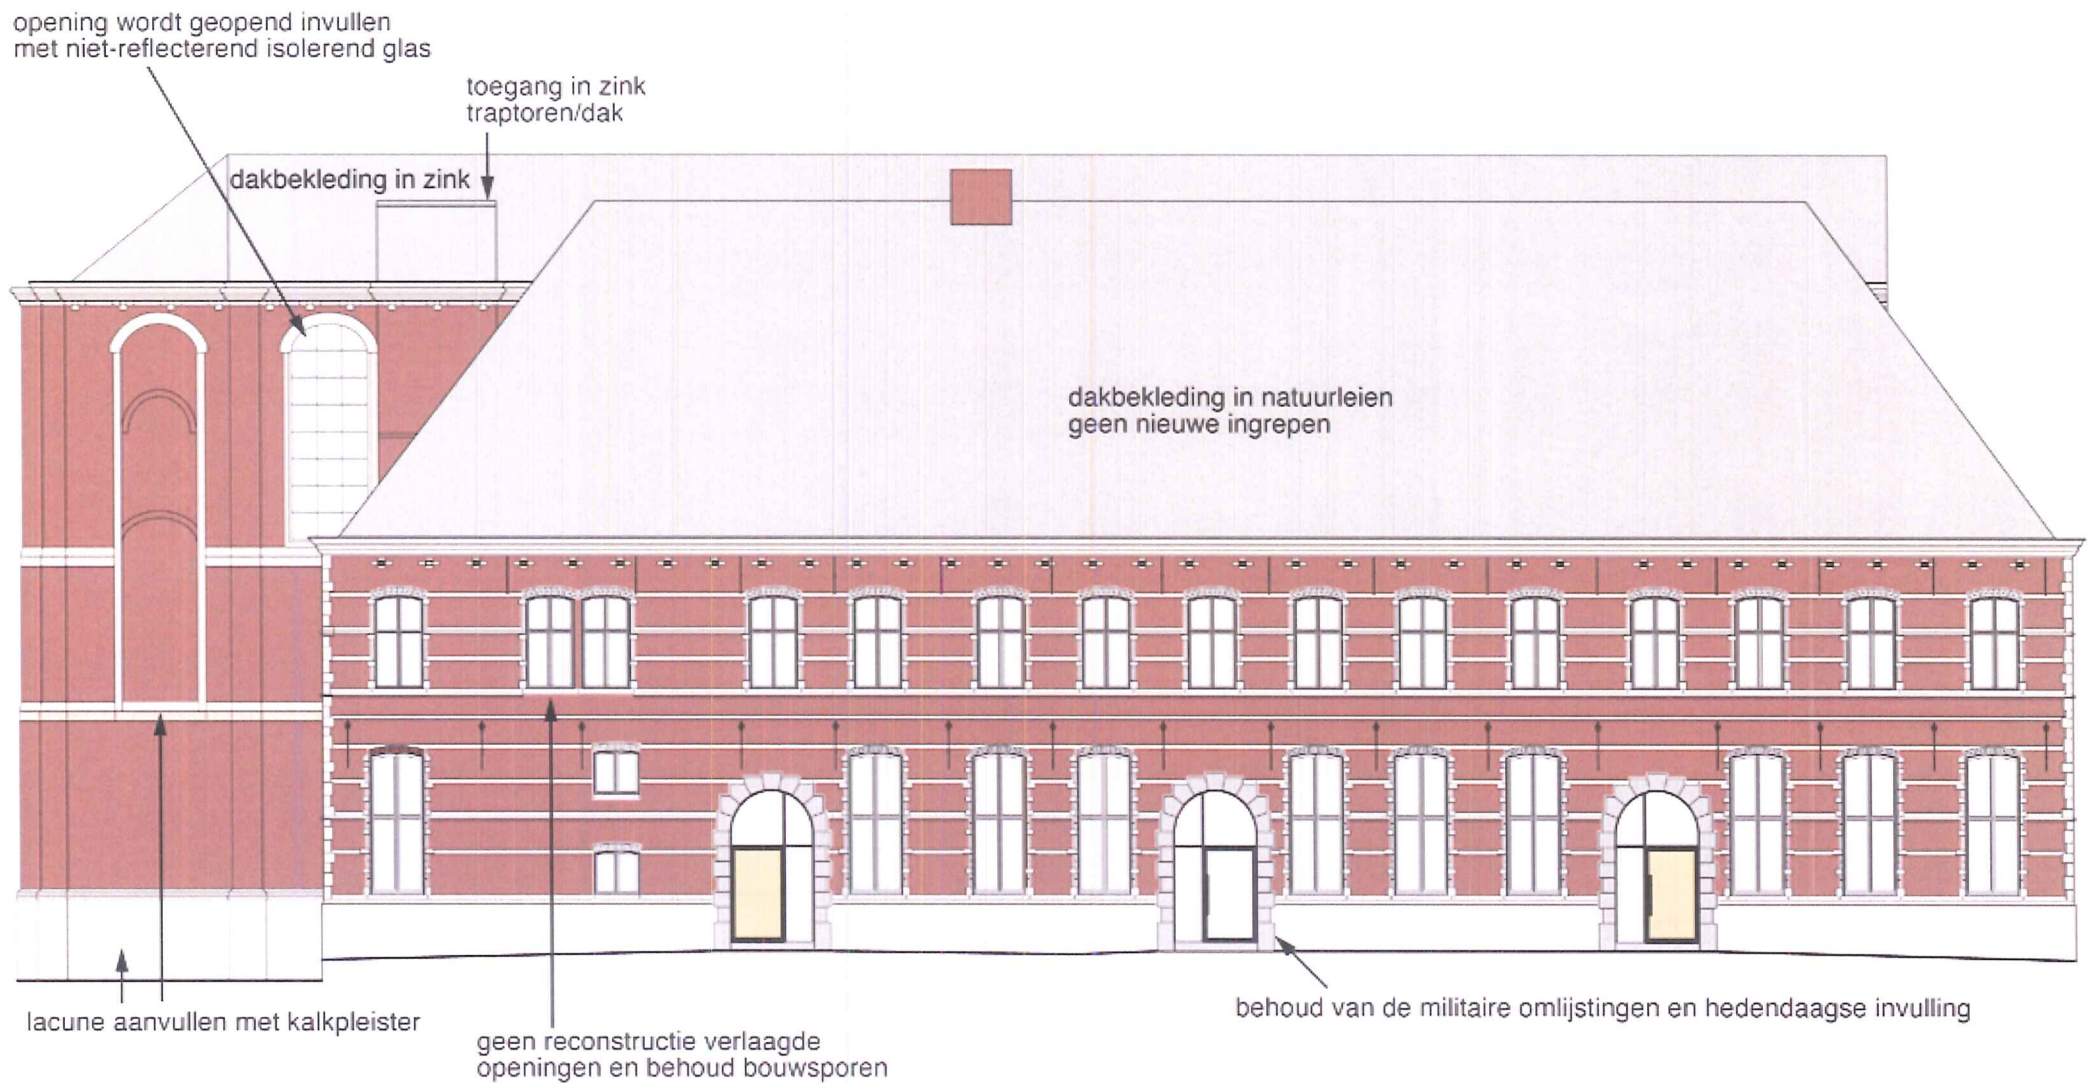 opening wordt geopend invullen
met niet-reflecterend isolerend glas
toegang in zink
traptoren/dak
dakbekleding in zink
dakbekleding in natuurleien
geen nieuwe ingrepen
behoud van de militaire omlijstingen en hedendaagse invulling
lacune aanvullen met kalkpleister
geen reconstructie verlaagde
openingen en behoud bouwsporen